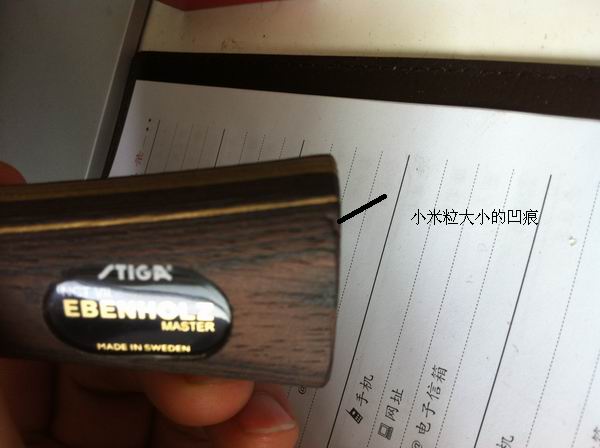 小米粒大小的凹痕
STIGA®
EBENHOLZ
MASTER
MADE IN SWEDEN
手机
网址
@ 电子信箱